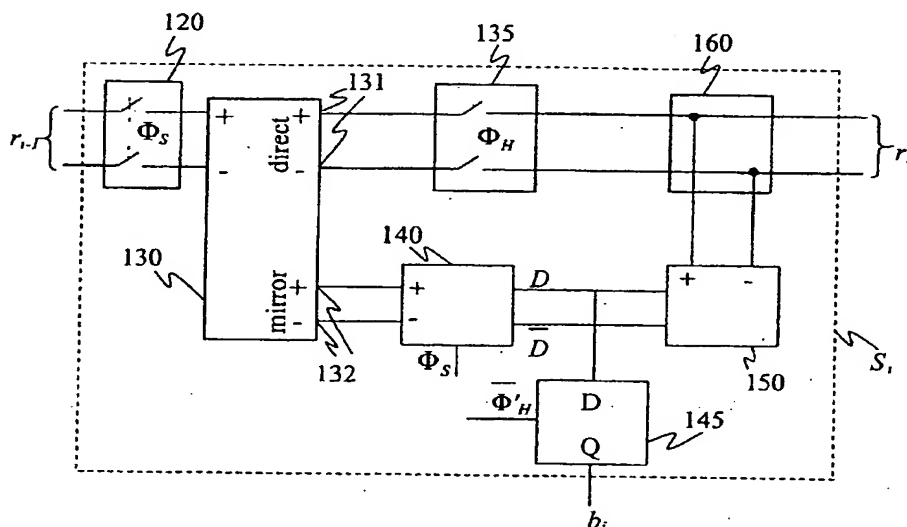 120
135
160
r_{i-1}
Φ_S
+
-
direct
+
-
131
Φ_H
r_i
130
mirror
+
-
132
140
+
-
Φ_S
D
D̅
+
-
150
S_i
Φ̅'_H
D
Q
145
b_i